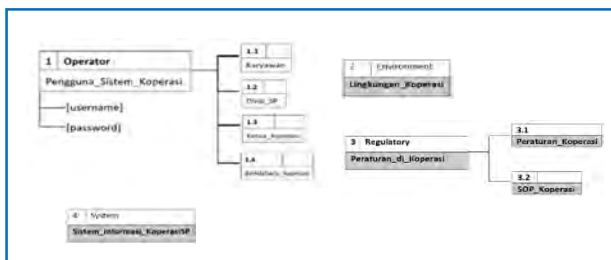 1 Operator
Pengguna_Sistem_Koperasi
[username]
[password]
1.1
Karyawan
1.2
Divisi_SP
1.3
Ketua_Koperasi
1.4
2 Environment
Lingkungan_Koperasi
3 Regulatory
Peraturan_di_Koperasi
3.1
Peraturan_Koperasi
3.2
SOP_Koperasi
4 System
Sistem_Informasi_KoperasiSP